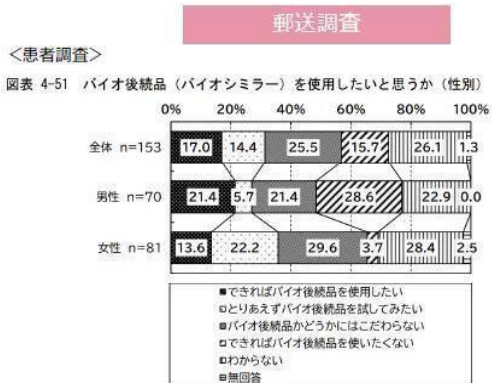 郵送調査
＜患者調査＞
図表 4-51 バイオ後続品（バイオシミラー）を使用したいと思うか（性別）
0% 20% 40% 60% 80% 100%
全体 n=153 17.0 14.4 25.5 15.7 26.1 1.3
男性 n=70 21.4 5.7 21.4 28.6 22.9 0.0
女性 n=81 13.6 22.2 29.6 3.7 28.4 2.5
できればバイオ後続品を使用したい
とりあえずバイオ後続品を試してみたい
バイオ後続品かどうかにはこだわらない
できればバイオ後続品を使いたくない
わからない
無回答